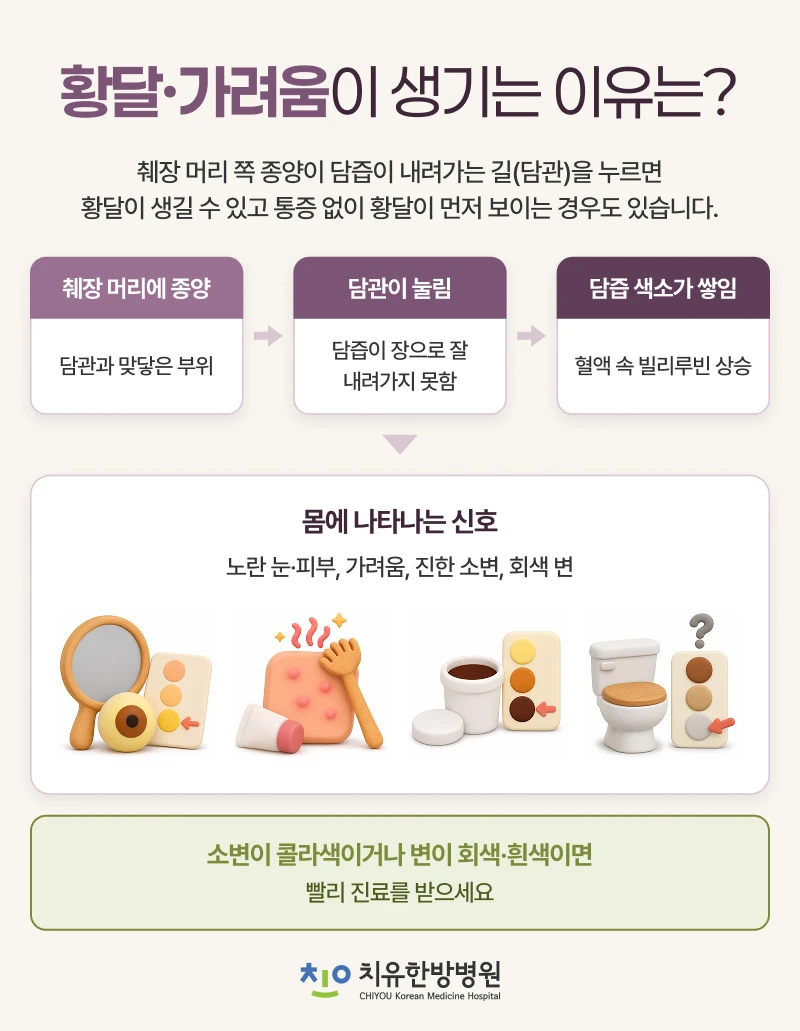 황달·가려움이 생기는 이유는?
췌장 머리 쪽 종양이 담즙이 내려가는 길(담관)을 누르면
황달이 생길 수 있고 통증 없이 황달이 먼저 보이는 경우도 있습니다.
췌장 머리에 종양
담관과 맞닿은 부위
담관이 눌림
담즙이 장으로 잘
내려가지 못함
담즙 색소가 쌓임
혈액 속 빌리루빈 상승
몸에 나타나는 신호
노란 눈·피부, 가려움, 진한 소변, 회색 변
?
소변이 콜라색이거나 변이 회색·흰색이면
빨리 진료를 받으세요
치유 치유한방병원
CHIYOU Korean Medicine Hospital